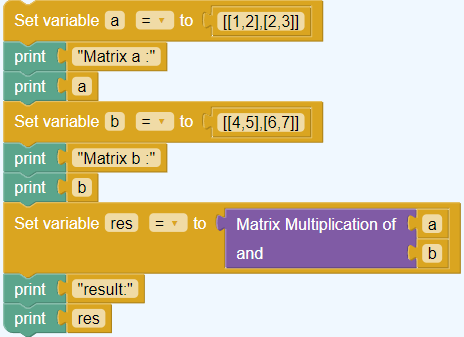 Set variable a = ▾ to [[1,2],[2,3]]
print "Matrix a :"
print a
Set variable b = ▾ to [[4,5],[6,7]]
print "Matrix b :"
print b
Set variable res = ▾ to Matrix Multiplication of a
and b
print "result:"
print res